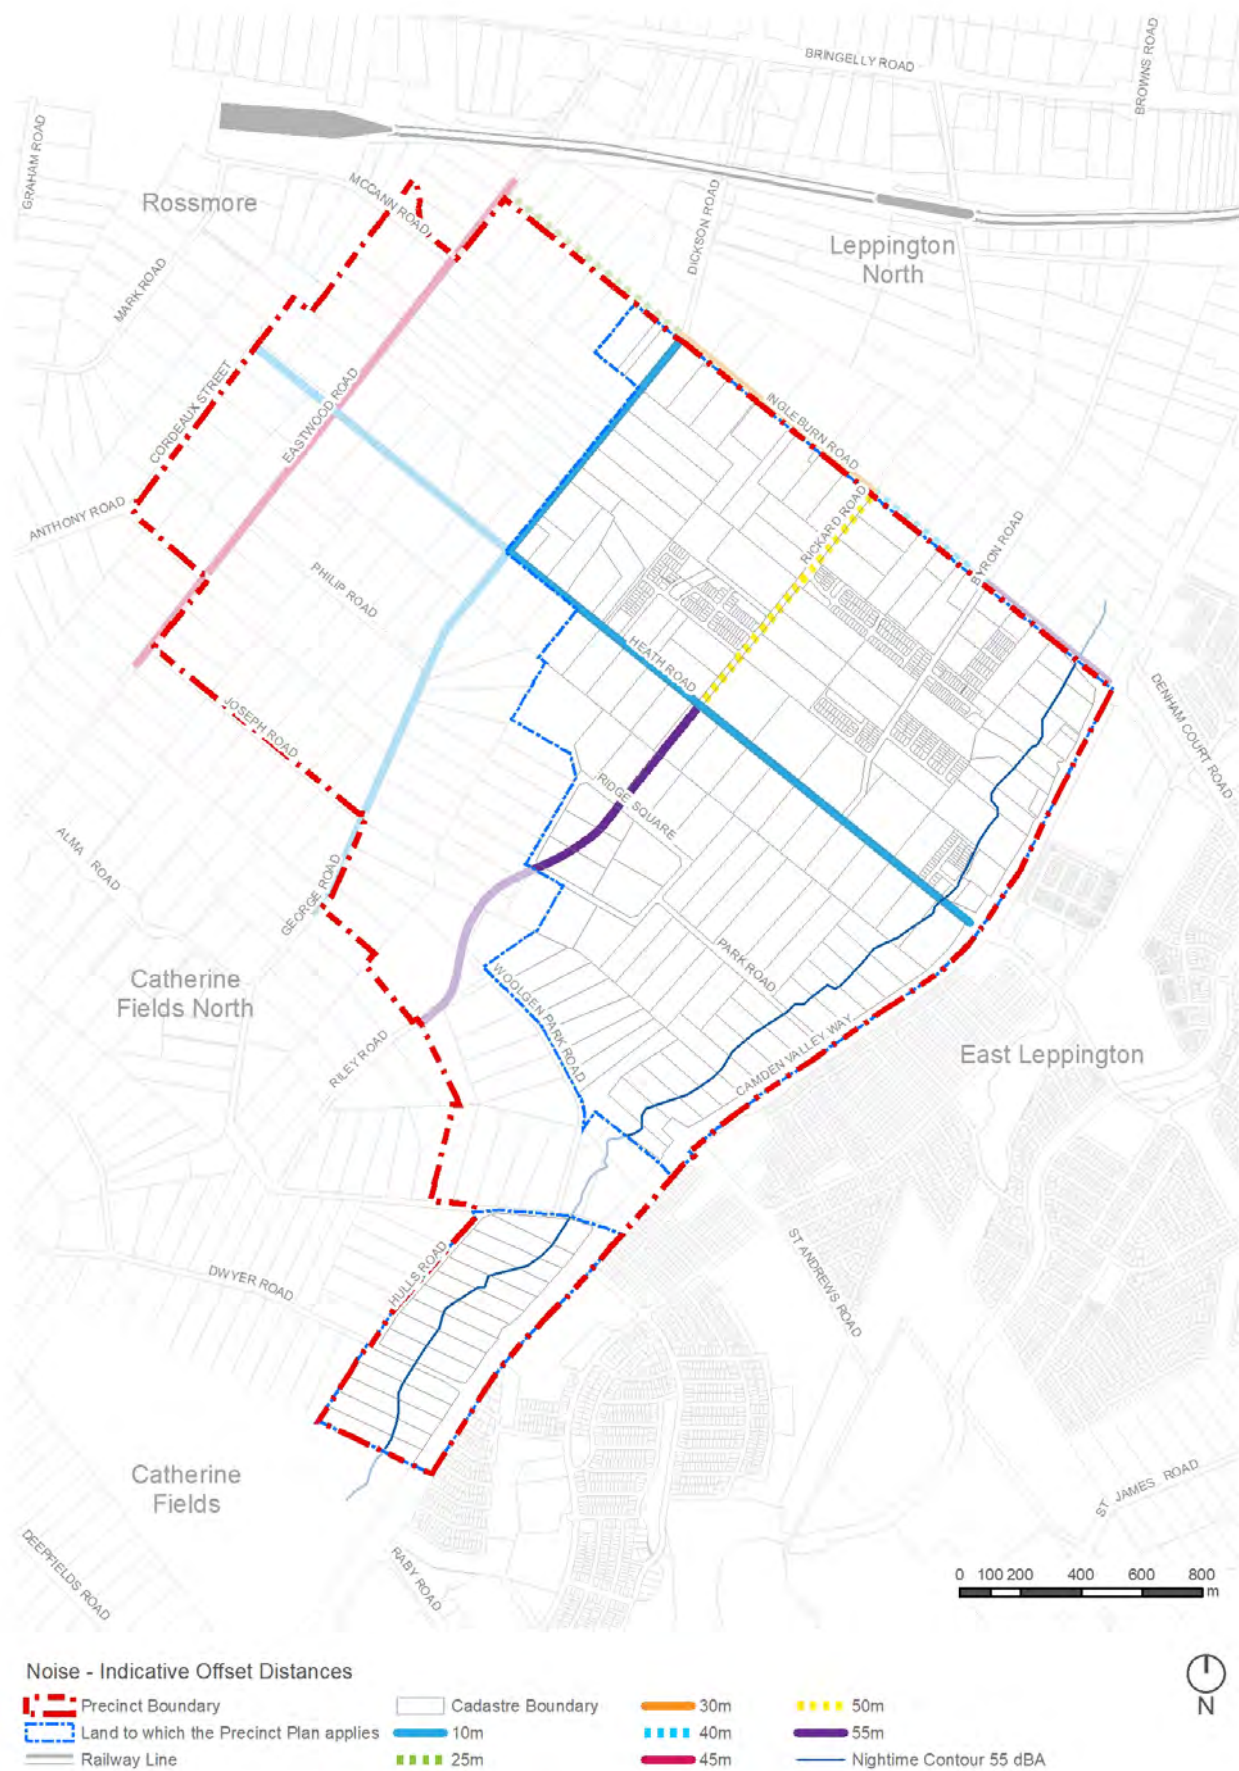 BRINGELLY ROAD
BROWNS ROAD
GRAHAM ROAD
MCCANN ROAD
Rossmore
DICKSON ROAD
Leppington
North
MARK ROAD
CORDEAUX STREET
EASTWOOD ROAD
INGLEBURN ROAD
ANTHONY ROAD
RICKARD ROAD
BYRON ROAD
PHILIP ROAD
HEATH ROAD
DENHAM COURT ROAD
JOSEPH ROAD
RIDGE SQUARE
ALMA ROAD
GEORGE ROAD
PARK ROAD
Catherine
Fields North
WOOLGEN PARK ROAD
CAMDEN VALLEY WAY
East Leppington
RILEY ROAD
DWYER ROAD
HULLS ROAD
ST ANDREWS ROAD
Catherine
Fields
ST JAMES ROAD
DEEPFIELDS ROAD
RABY ROAD
0 100 200 400 600 800
m
Noise - Indicative Offset Distances
Precinct Boundary
Land to which the Precinct Plan applies
Railway Line
Cadastre Boundary
10m
25m
30m
40m
45m
50m
55m
Nightime Contour 55 dBA
N